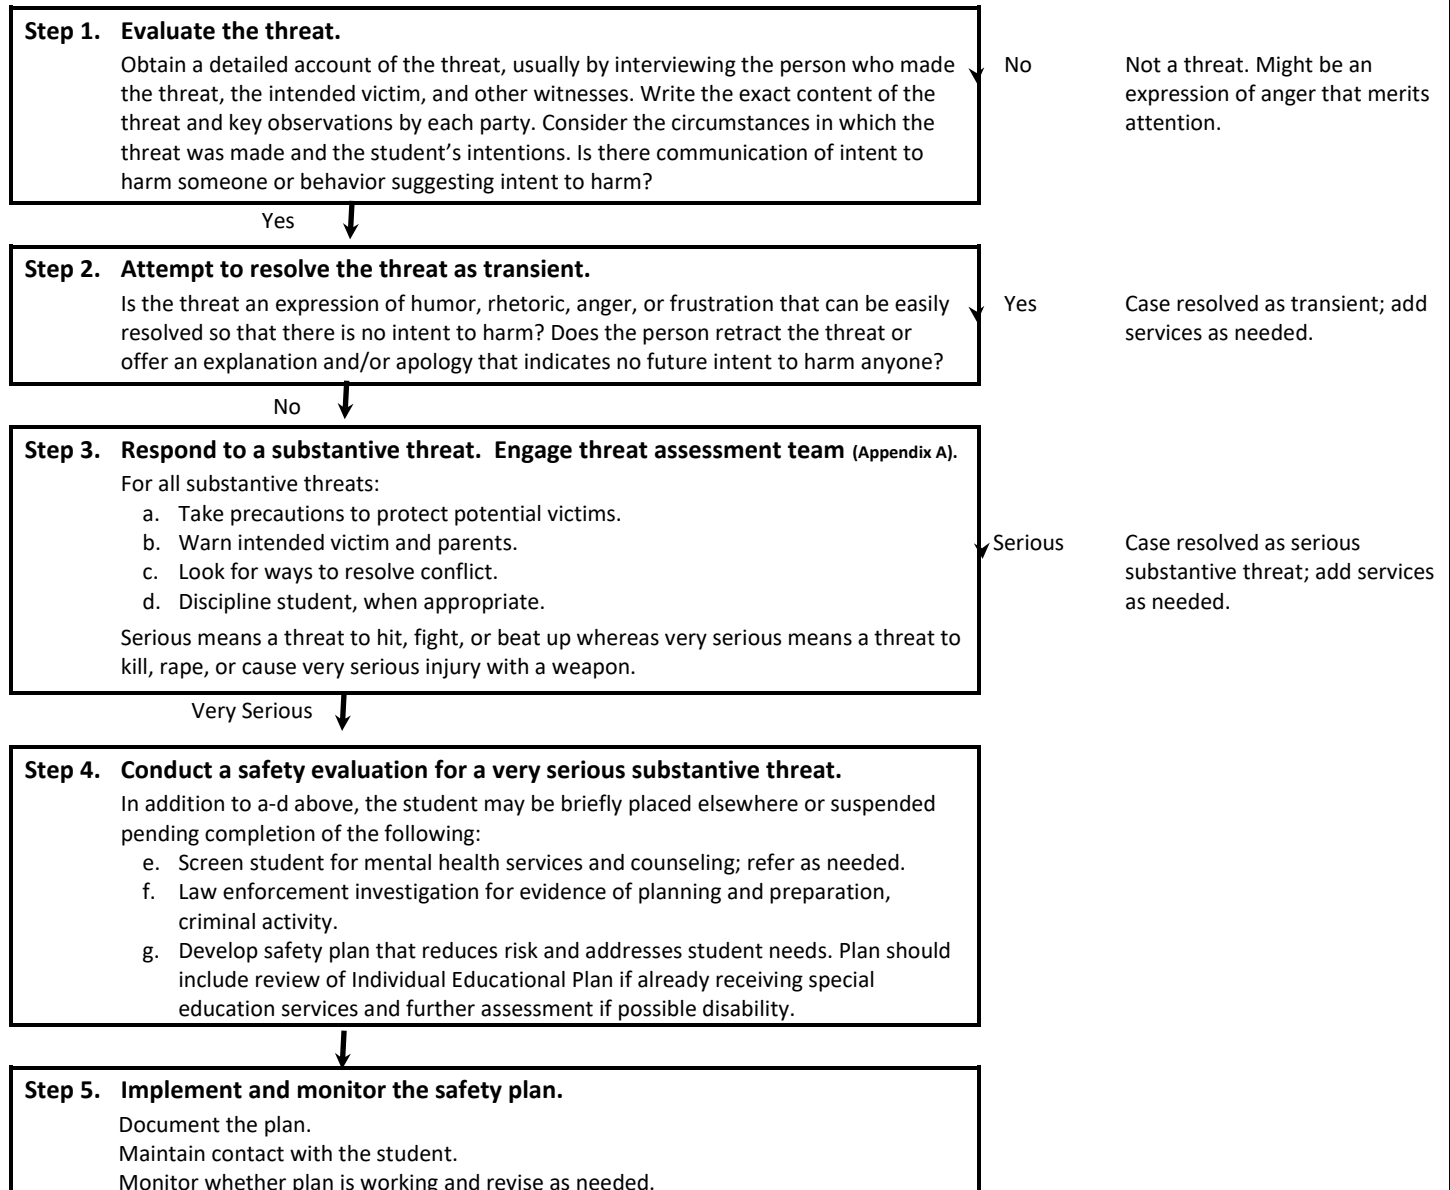 Step 1. Evaluate the threat.
Obtain a detailed account of the threat, usually by interviewing the person who made
the threat, the intended victim, and other witnesses. Write the exact content of the
threat and key observations by each party. Consider the circumstances in which the
threat was made and the student’s intentions. Is there communication of intent to
harm someone or behavior suggesting intent to harm?
No
Not a threat. Might be an
expression of anger that merits
attention.
Yes
Step 2. Attempt to resolve the threat as transient.
Is the threat an expression of humor, rhetoric, anger, or frustration that can be easily
resolved so that there is no intent to harm? Does the person retract the threat or
offer an explanation and/or apology that indicates no future intent to harm anyone?
Yes
Case resolved as transient; add
services as needed.
No
Step 3. Respond to a substantive threat. Engage threat assessment team (Appendix A).
For all substantive threats:
a. Take precautions to protect potential victims.
b. Warn intended victim and parents.
c. Look for ways to resolve conflict.
d. Discipline student, when appropriate.
Serious means a threat to hit, fight, or beat up whereas very serious means a threat to
kill, rape, or cause very serious injury with a weapon.
Serious
Case resolved as serious
substantive threat; add services
as needed.
Very Serious
Step 4. Conduct a safety evaluation for a very serious substantive threat.
In addition to a-d above, the student may be briefly placed elsewhere or suspended
pending completion of the following:
e. Screen student for mental health services and counseling; refer as needed.
f. Law enforcement investigation for evidence of planning and preparation,
criminal activity.
g. Develop safety plan that reduces risk and addresses student needs. Plan should
include review of Individual Educational Plan if already receiving special
education services and further assessment if possible disability.
Step 5. Implement and monitor the safety plan.
Document the plan.
Maintain contact with the student.
Monitor whether plan is working and revise as needed.